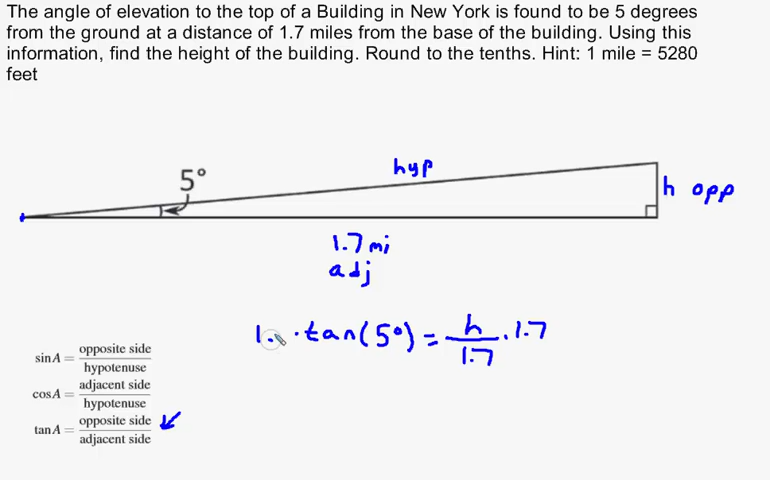 The angle of elevation to the top of a Building in New York is found to be 5 degrees
from the ground at a distance of 1.7 miles from the base of the building. Using this
information, find the height of the building. Round to the tenths. Hint: 1 mile = 5280
feet
hyp
5°
h opp
1.7 mi
adj
1. · tan(5°) = h/1.7 · 1.7
sin A = opposite side/hypotenuse
cos A = adjacent side/hypotenuse
tan A = opposite side/adjacent side